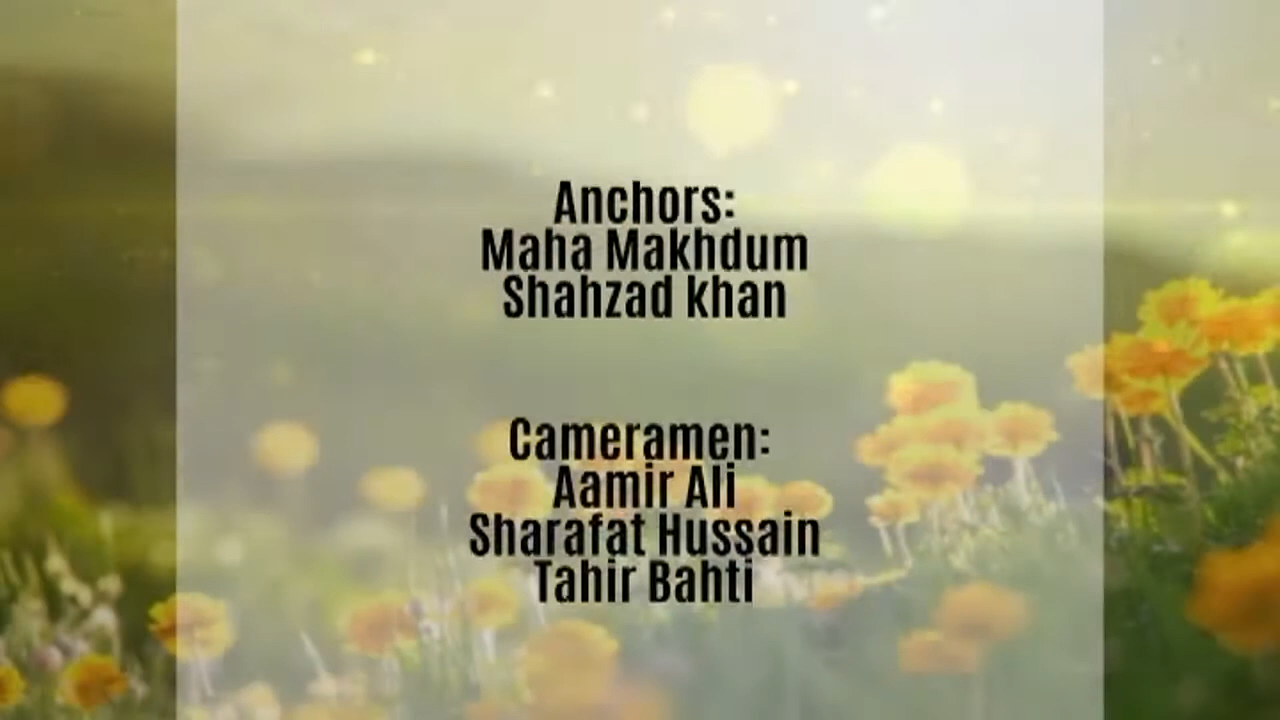 Anchors:
Maha Makhdum
Shahzad khan
Cameramen:
Aamir Ali
Sharafat Hussain
Tahir Bahti